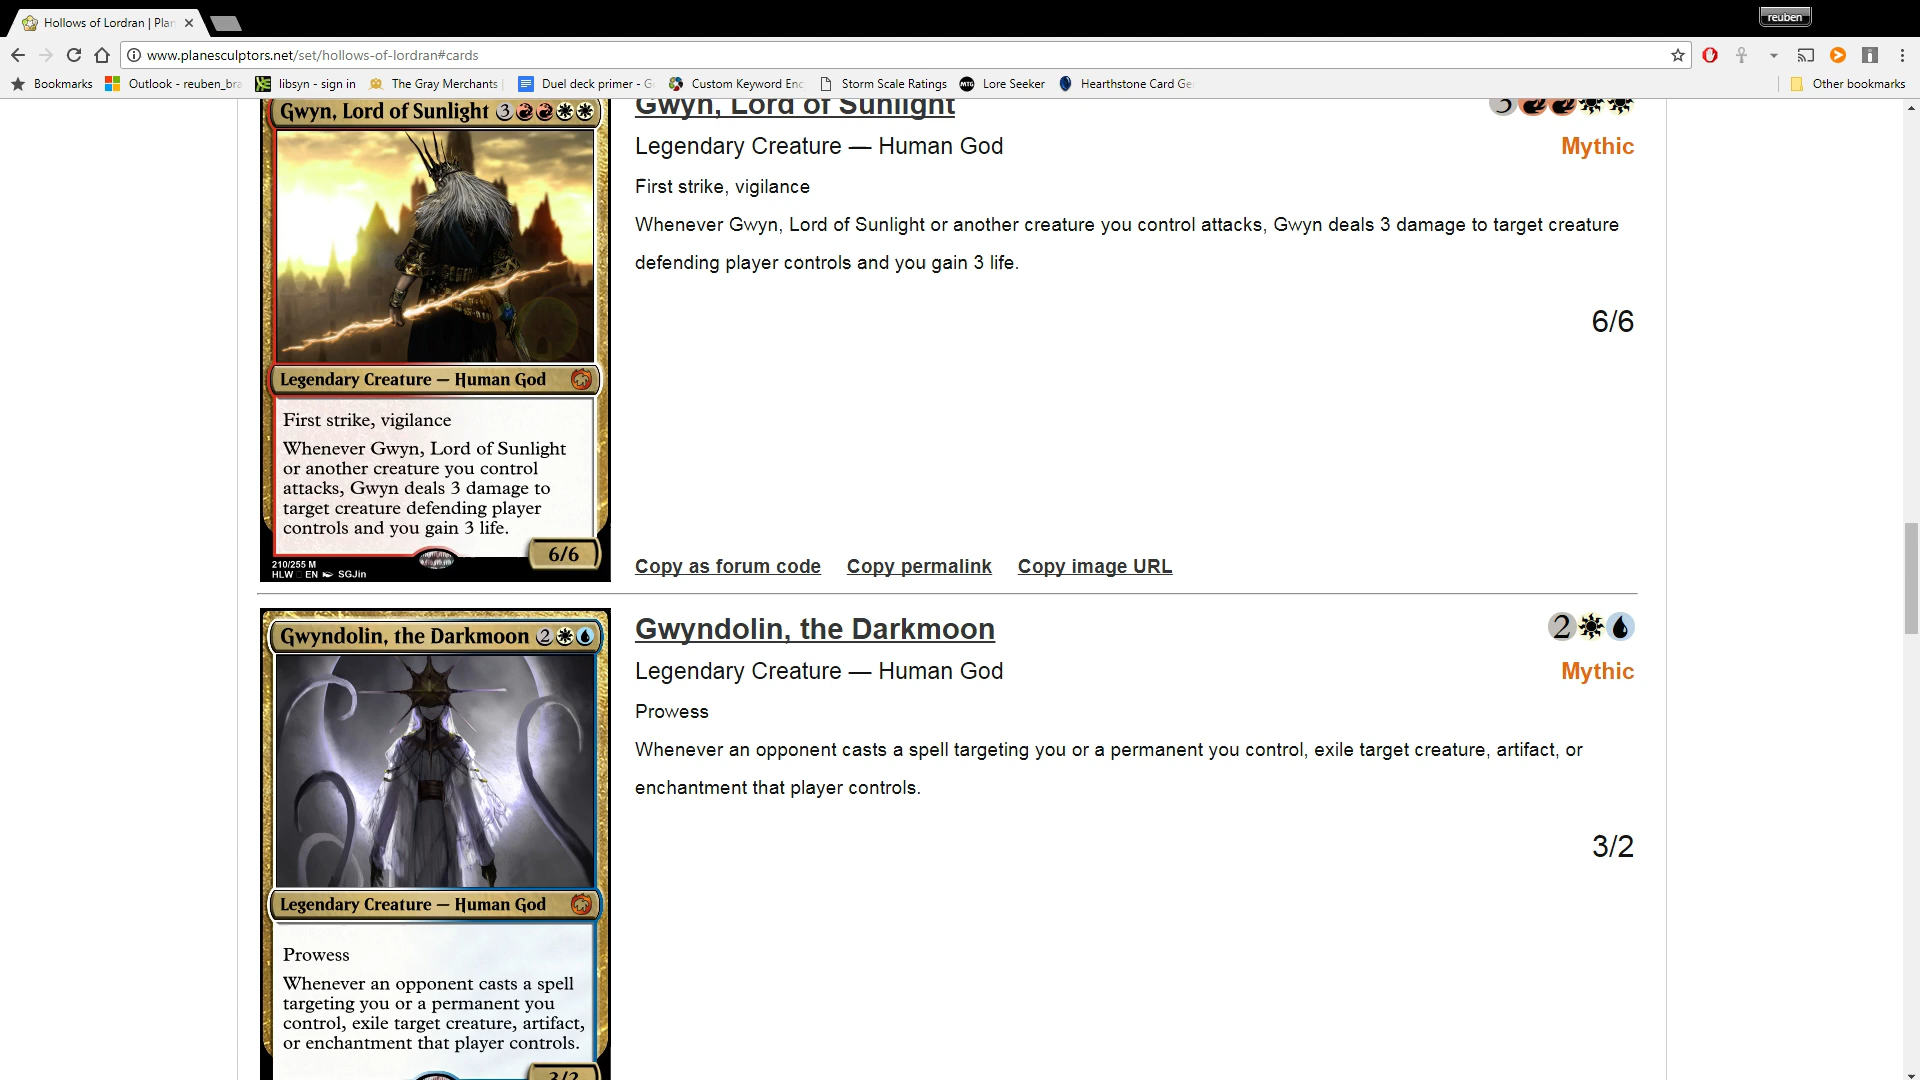 Hollows of Lordran | Plan
reuben
www.planesculptors.net/set/hollows-of-lordran#cards
Bookmarks
Outlook - reuben_bra
libsyn - sign in
The Gray Merchants
Duel deck primer - G
Custom Keyword Enc
Storm Scale Ratings
MTG
Lore Seeker
Hearthstone Card Ge
Other bookmarks
Gwyn, Lord of Sunlight 3
Legendary Creature — Human God
First strike, vigilance
Whenever Gwyn, Lord of Sunlight
or another creature you control
attacks, Gwyn deals 3 damage to
target creature defending player
controls and you gain 3 life.
6/6
210/255 M
HLW EN SGJin
Gwyn, Lord of Sunlight
3
Legendary Creature — Human God
Mythic
First strike, vigilance
Whenever Gwyn, Lord of Sunlight or another creature you control attacks, Gwyn deals 3 damage to target creature
defending player controls and you gain 3 life.
6/6
Copy as forum code Copy permalink Copy image URL
Gwyndolin, the Darkmoon 2
Legendary Creature — Human God
Prowess
Whenever an opponent casts a spell
targeting you or a permanent you
control, exile target creature, artifact,
or enchantment that player controls.
3/2
Gwyndolin, the Darkmoon
2
Legendary Creature — Human God
Mythic
Prowess
Whenever an opponent casts a spell targeting you or a permanent you control, exile target creature, artifact, or
enchantment that player controls.
3/2